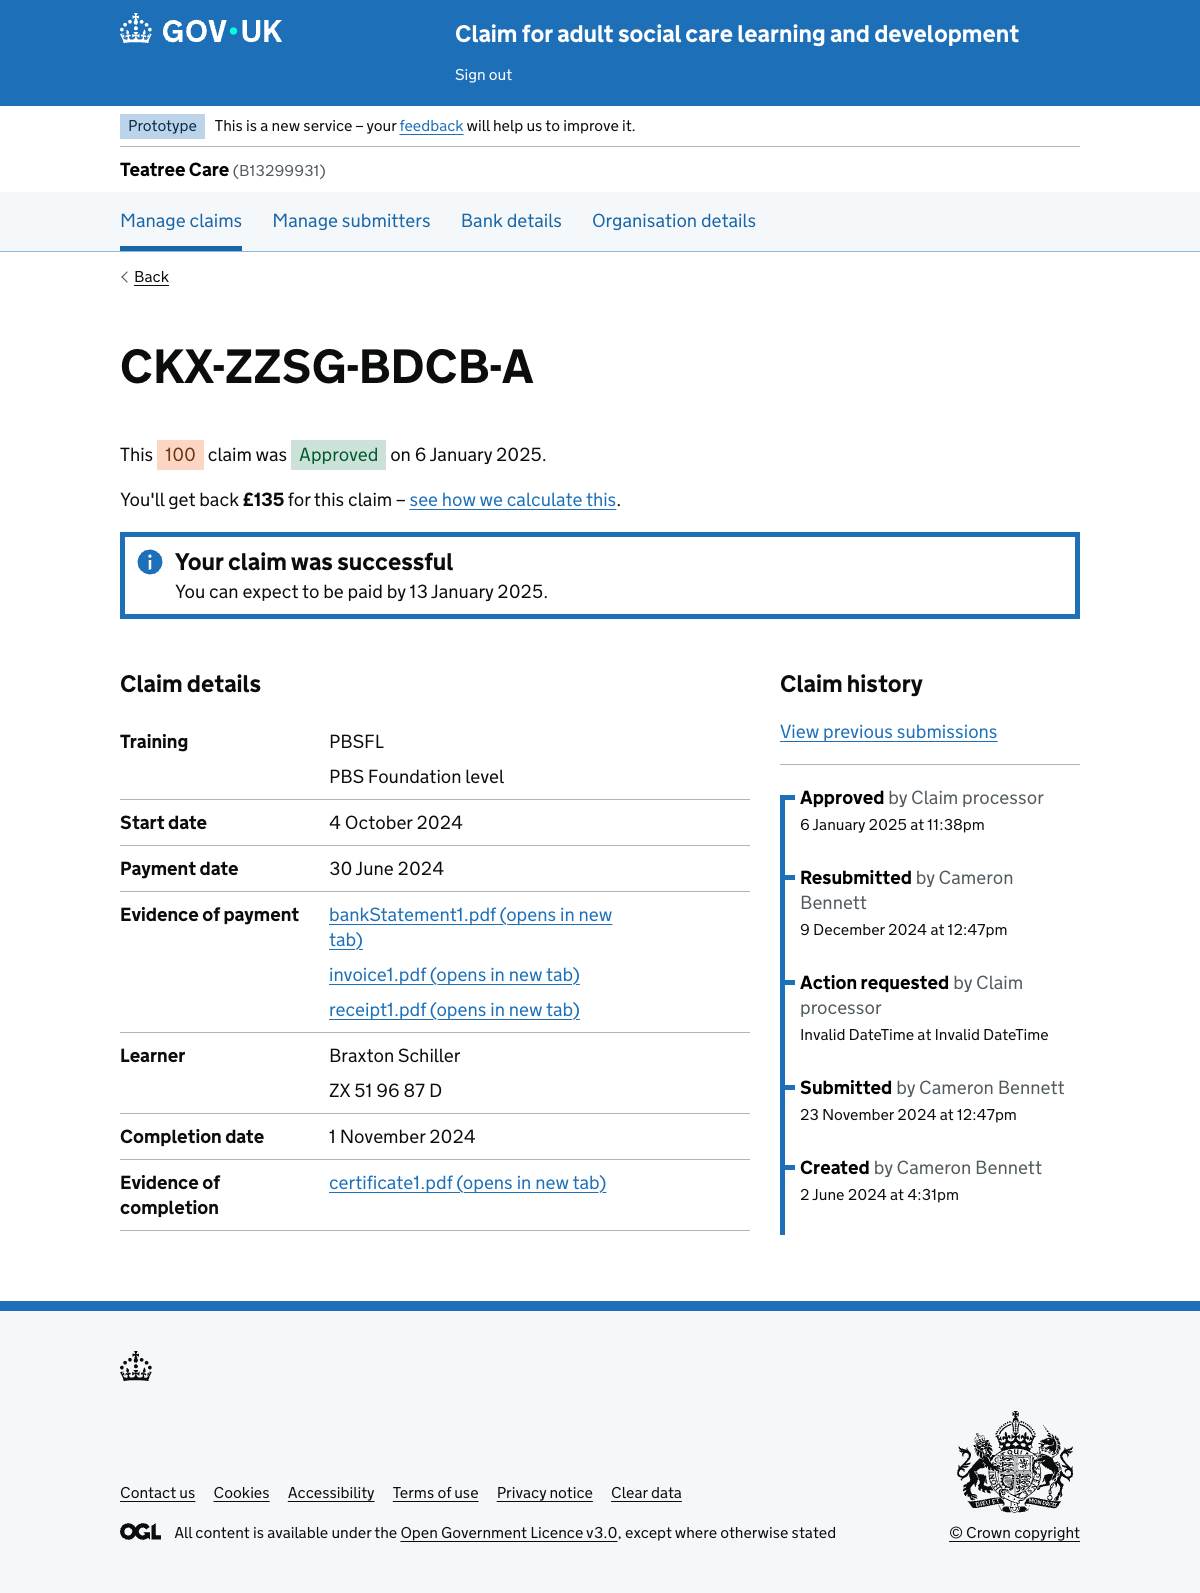 GOV·UK
Claim for adult social care learning and development
Sign out
Prototype This is a new service – your feedback will help us to improve it.
Teatree Care (B13299931)
Manage claims Manage submitters Bank details Organisation details
Back
CKX-ZZSG-BDCB-A
This 100 claim was Approved on 6 January 2025.
You'll get back £135 for this claim – see how we calculate this.
Your claim was successful
You can expect to be paid by 13 January 2025.
Claim details
Training PBSFL
PBS Foundation level
Start date 4 October 2024
Payment date 30 June 2024
Evidence of payment bankStatement1.pdf (opens in new
tab)
invoice1.pdf (opens in new tab)
receipt1.pdf (opens in new tab)
Learner Braxton Schiller
ZX 51 96 87 D
Completion date 1 November 2024
Evidence of certificate1.pdf (opens in new tab)
completion
Claim history
View previous submissions
Approved by Claim processor
6 January 2025 at 11:38pm
Resubmitted by Cameron
Bennett
9 December 2024 at 12:47pm
Action requested by Claim
processor
Invalid DateTime at Invalid DateTime
Submitted by Cameron Bennett
23 November 2024 at 12:47pm
Created by Cameron Bennett
2 June 2024 at 4:31pm
Contact us Cookies Accessibility Terms of use Privacy notice Clear data
OGL All content is available under the Open Government Licence v3.0, except where otherwise stated
© Crown copyright